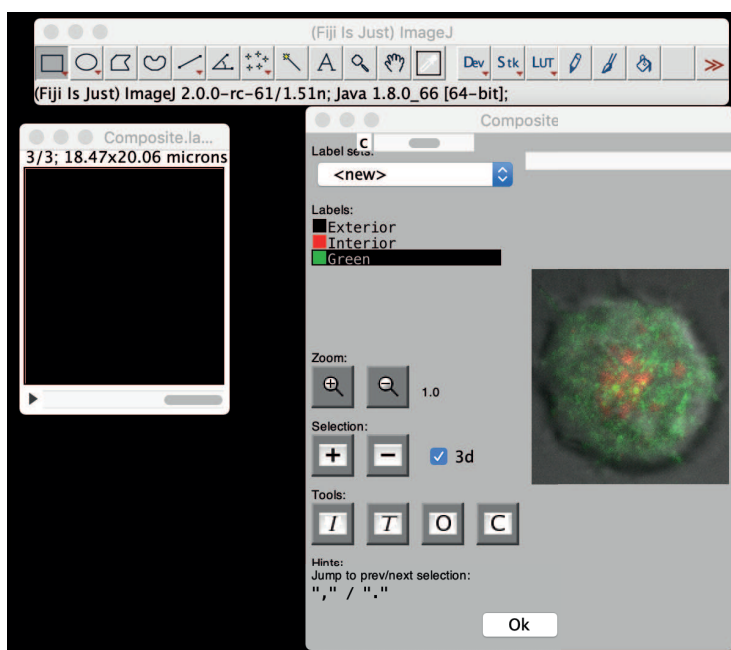 (Fiji Is Just) ImageJ
A Dev Stk LUT >>
(Fiji Is Just) ImageJ 2.0.0-rc-61/1.51n; Java 1.8.0_66 [64-bit];
Composite.la...
3/3; 18.47x20.06 microns
Composite
C
Label sets:
<new>
Labels:
Exterior
Interior
Green
Zoom:
1.0
Selection:
+ − 3d
Tools:
I T O C
Hints:
Jump to prev/next selection:
"," / "."
Ok